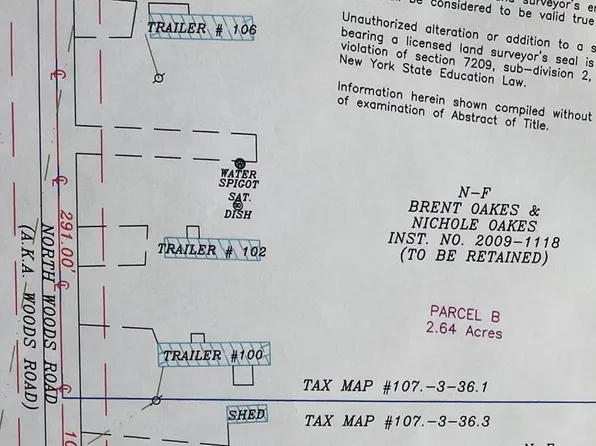 be considered to be valid true
Unauthorized alteration or addition to a s
bearing a licensed land surveyor's seal is
violation of section 7209, sub-division 2,
New York State Education Law.
Information herein shown compiled without
of examination of Abstract of Title.
TRAILER # 106
WATER
SPIGOT
SAT.
DISH
N-F
BRENT OAKES &
NICHOLE OAKES
INST. NO. 2009-1118
(TO BE RETAINED)
TRAILER # 102
PARCEL B
2.64 Acres
TRAILER #100
TAX MAP #107.-3-36.1
SHED
TAX MAP #107.-3-36.3
291.00'
NORTH WOODS ROAD
(A.K.A. WOODS ROAD)